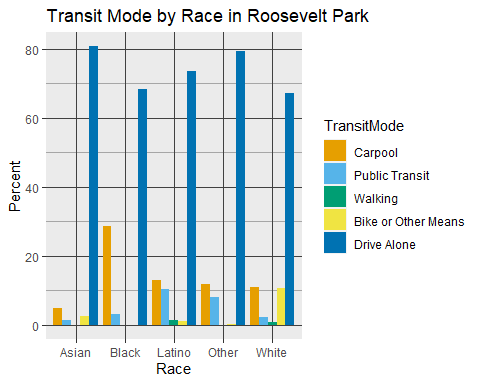 Transit Mode by Race in Roosevelt Park
80
60
40
20
0
Percent
Asian Black Latino Other White
Race
TransitMode
Carpool
Public Transit
Walking
Bike or Other Means
Drive Alone